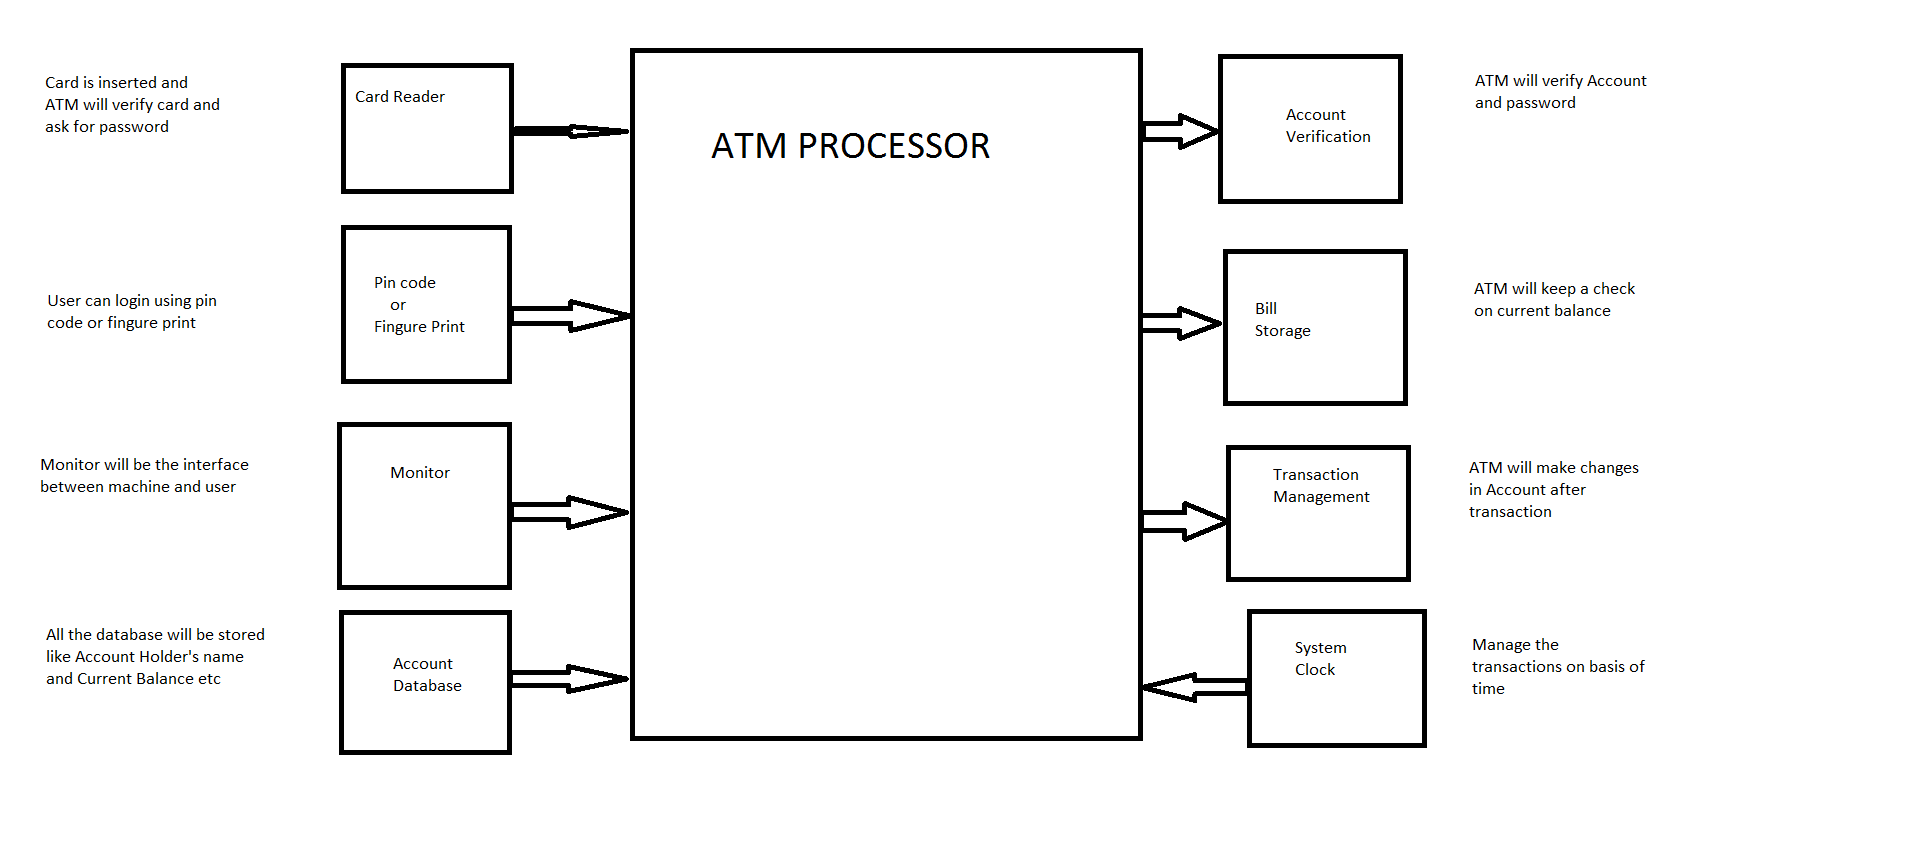 Card is inserted and
ATM will verify card and
ask for password
Card Reader
ATM PROCESSOR
Account
Verification
ATM will verify Account
and password
User can login using pin
code or fingure print
Pin code
or
Fingure Print
Bill
Storage
ATM will keep a check
on current balance
Monitor will be the interface
between machine and user
Monitor
Transaction
Management
ATM will make changes
in Account after
transaction
All the database will be stored
like Account Holder's name
and Current Balance etc
Account
Database
System
Clock
Manage the
transactions on basis of
time